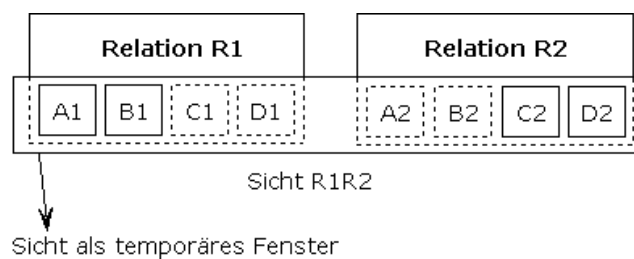 Relation R1 Relation R2
A1 B1 C1 D1 A2 B2 C2 D2
Sicht R1R2
Sicht als temporäres Fenster